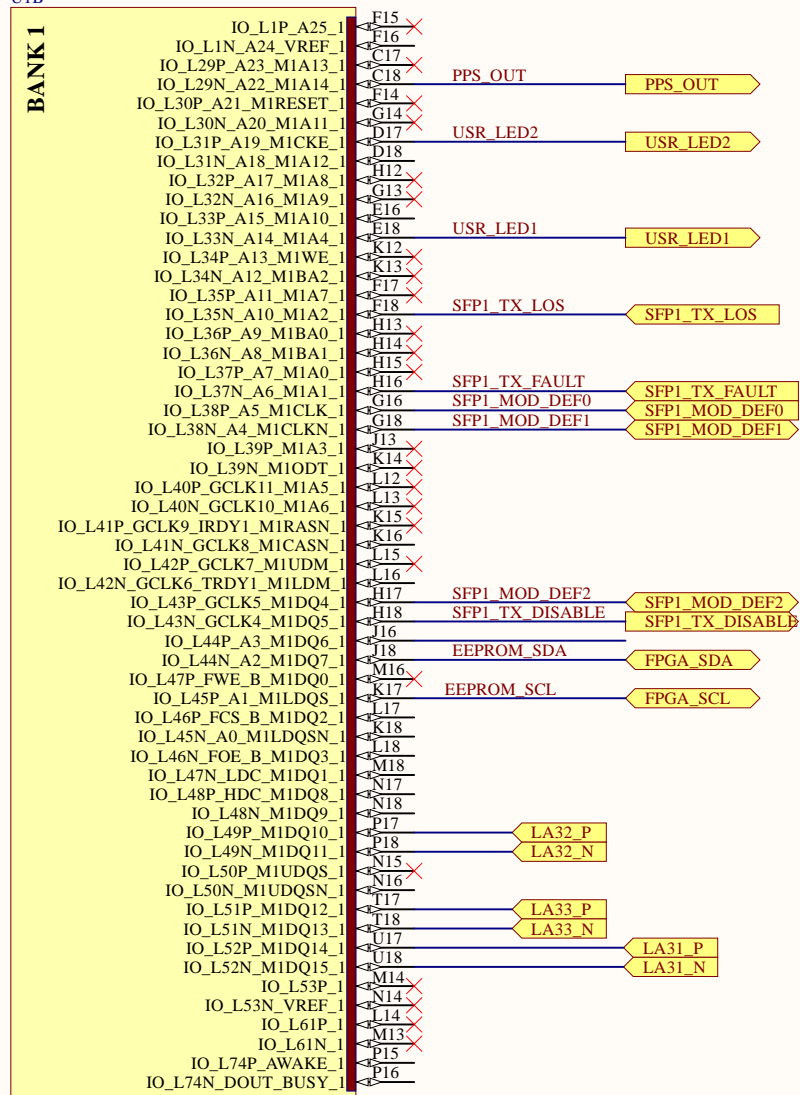 BANK 1
IO_L1P_A25_1 F15
IO_L1N_A24_VREF_1 F16
IO_L29P_A23_M1A13_1 C17
IO_L29N_A22_M1A14_1 C18 PPS_OUT PPS_OUT
IO_L30P_A21_M1RESET_1 F14
IO_L30N_A20_M1A11_1 G14
IO_L31P_A19_M1CKE_1 D17 USR_LED2 USR_LED2
IO_L31N_A18_M1A12_1 D18
IO_L32P_A17_M1A8_1 H12
IO_L32N_A16_M1A9_1 G13
IO_L33P_A15_M1A10_1 E16
IO_L33N_A14_M1A4_1 E18 USR_LED1 USR_LED1
IO_L34P_A13_M1WE_1 K12
IO_L34N_A12_M1BA2_1 K13
IO_L35P_A11_M1A7_1 F17
IO_L35N_A10_M1A2_1 F18 SFP1_TX_LOS SFP1_TX_LOS
IO_L36P_A9_M1BA0_1 H13
IO_L36N_A8_M1BA1_1 H14
IO_L37P_A7_M1A0_1 H15
IO_L37N_A6_M1A1_1 H16 SFP1_TX_FAULT SFP1_TX_FAULT
IO_L38P_A5_M1CLK_1 G16 SFP1_MOD_DEF0 SFP1_MOD_DEF0
IO_L38N_A4_M1CLKN_1 G18 SFP1_MOD_DEF1 SFP1_MOD_DEF1
IO_L39P_M1A3_1 J13
IO_L39N_M1ODT_1 K14
IO_L40P_GCLK11_M1A5_1 L12
IO_L40N_GCLK10_M1A6_1 L13
IO_L41P_GCLK9_IRDY1_M1RASN_1 K15
IO_L41N_GCLK8_M1CASN_1 K16
IO_L42P_GCLK7_M1UDM_1 L15
IO_L42N_GCLK6_TRDY1_M1LDM_1 L16
IO_L43P_GCLK5_M1DQ4_1 H17 SFP1_MOD_DEF2 SFP1_MOD_DEF2
IO_L43N_GCLK4_M1DQ5_1 H18 SFP1_TX_DISABLE SFP1_TX_DISABLE
IO_L44P_A3_M1DQ6_1 J16
IO_L44N_A2_M1DQ7_1 J18 EEPROM_SDA FPGA_SDA
IO_L47P_FWE_B_M1DQ0_1 M16
IO_L45P_A1_M1LDQS_1 K17 EEPROM_SCL FPGA_SCL
IO_L46P_FCS_B_M1DQ2_1 L17
IO_L45N_A0_M1LDQSN_1 K18
IO_L46N_FOE_B_M1DQ3_1 L18
IO_L47N_LDC_M1DQ1_1 M18
IO_L48P_HDC_M1DQ8_1 N17
IO_L48N_M1DQ9_1 N18
IO_L49P_M1DQ10_1 P17 LA32_P
IO_L49N_M1DQ11_1 P18 LA32_N
IO_L50P_M1UDQS_1 N15
IO_L50N_M1UDQSN_1 N16
IO_L51P_M1DQ12_1 T17 LA33_P
IO_L51N_M1DQ13_1 T18 LA33_N
IO_L52P_M1DQ14_1 U17 LA31_P
IO_L52N_M1DQ15_1 U18 LA31_N
IO_L53P_1 M14
IO_L53N_VREF_1 N14
IO_L61P_1 L14
IO_L61N_1 M13
IO_L74P_AWAKE_1 P15
IO_L74N_DOUT_BUSY_1 P16